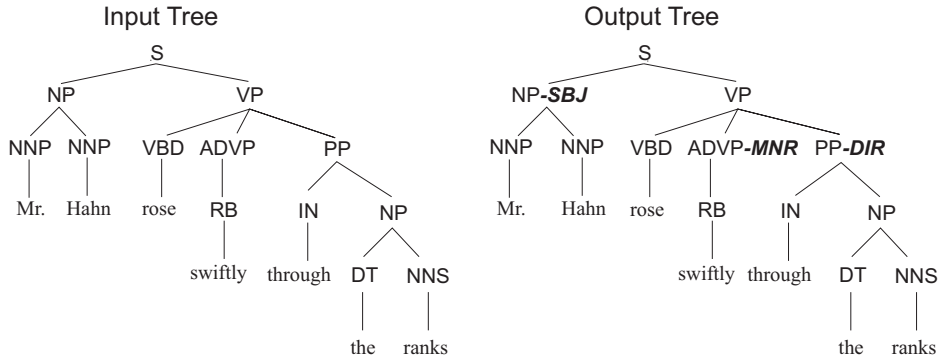 Input Tree Output Tree
S S
NP VP NP-SBJ VP
NNP NNP VBD ADVP PP NNP NNP VBD ADVP-MNR PP-DIR
Mr. Hahn rose RB IN NP Mr. Hahn rose RB IN NP
swiftly through DT NNS swiftly through DT NNS
the ranks the ranks